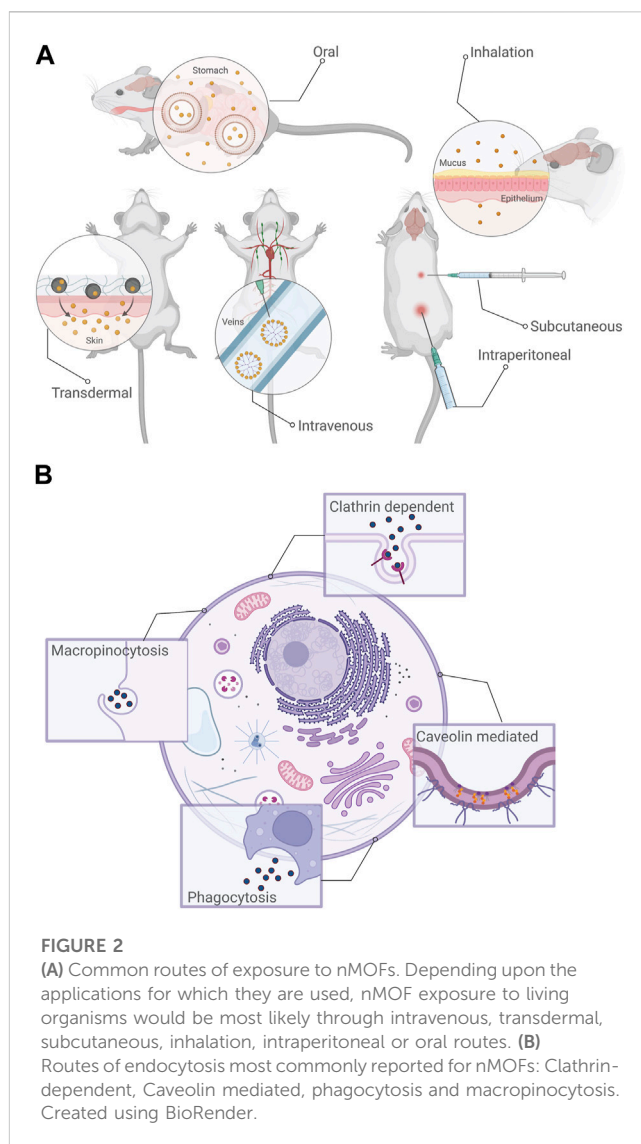 A
Oral
Stomach
Inhalation
Mucus
Epithelium
Skin
Transdermal
Veins
Intravenous
Subcutaneous
Intraperitoneal
B
Clathrin dependent
Macropinocytosis
Caveolin mediated
Phagocytosis
FIGURE 2
(A) Common routes of exposure to nMOFs. Depending upon the
applications for which they are used, nMOF exposure to living
organisms would be most likely through intravenous, transdermal,
subcutaneous, inhalation, intraperitoneal or oral routes. (B)
Routes of endocytosis most commonly reported for nMOFs: Clathrin-
dependent, Caveolin mediated, phagocytosis and macropinocytosis.
Created using BioRender.